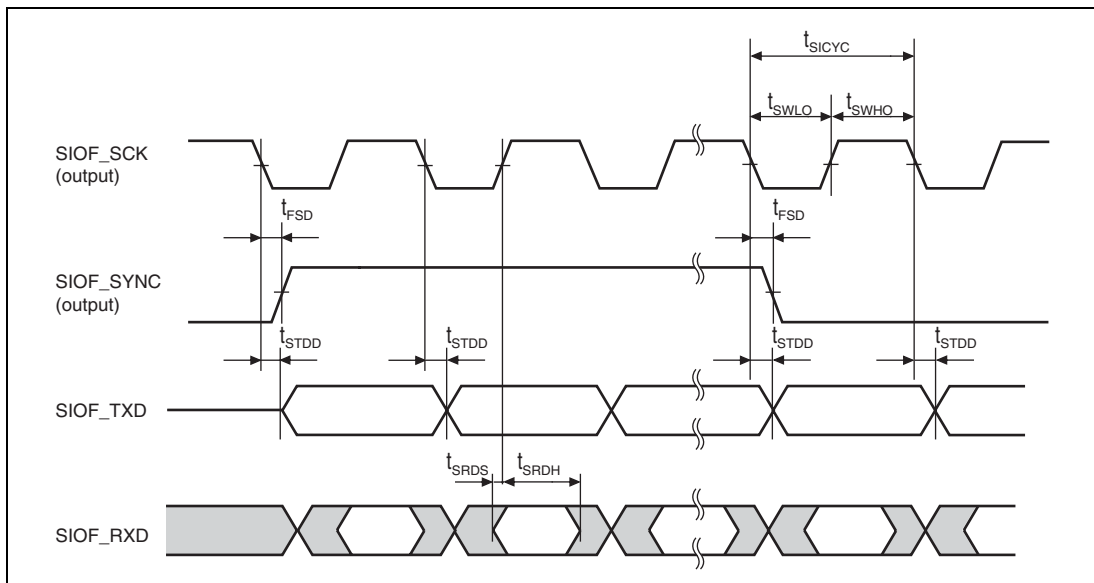 tSICYC
tSWLO tSWHO
SIOF_SCK
(output)
tFSD tFSD
SIOF_SYNC
(output)
tSTDD tSTDD tSTDD tSTDD
SIOF_TXD
tSRDS tSRDH
SIOF_RXD